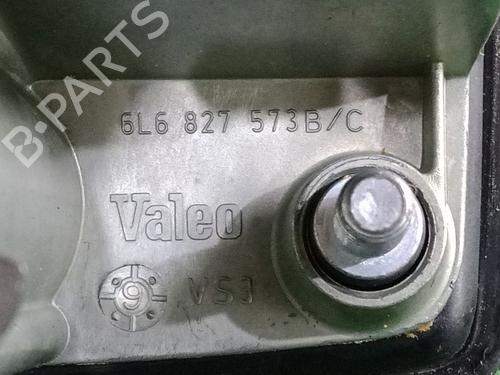 B-PARTS
6L6 827 573B/C
Valeo
9 VS3